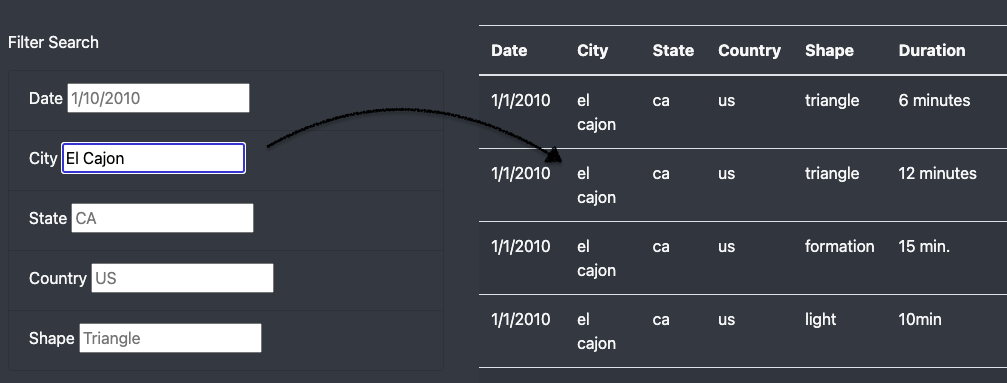 Filter Search
Date 1/10/2010
City El Cajon
State CA
Country US
Shape Triangle
Date City State Country Shape Duration
1/1/2010 el cajon ca us triangle 6 minutes
1/1/2010 el cajon ca us triangle 12 minutes
1/1/2010 el cajon ca us formation 15 min.
1/1/2010 el cajon ca us light 10min